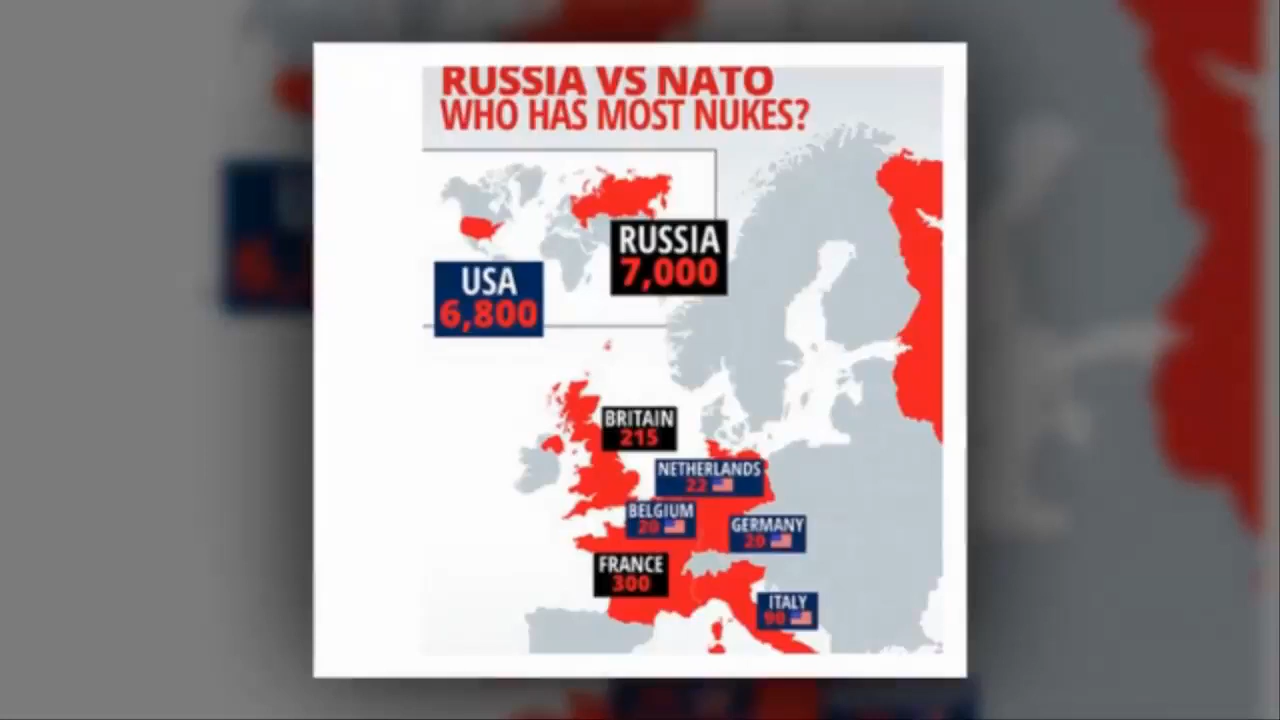 RUSSIA VS NATO
WHO HAS MOST NUKES?
RUSSIA
7,000
USA
6,800
BRITAIN
215
NETHERLANDS
22
BELGIUM
20
GERMANY
20
FRANCE
300
ITALY
90